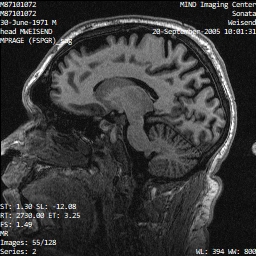 M87101072
M87101072
30-June-1971 M
head MWEISEND
MPRAGE (FSPGR)_sag
MIND Imaging Center
Sonata
Weisend
20-September-2005 10:01:31
ST: 1.30 SL: -12.08
RT: 2730.00 ET: 3.25
FS: 1.49
MR
Images: 55/128
Series: 2
WL: 394 WW: 800